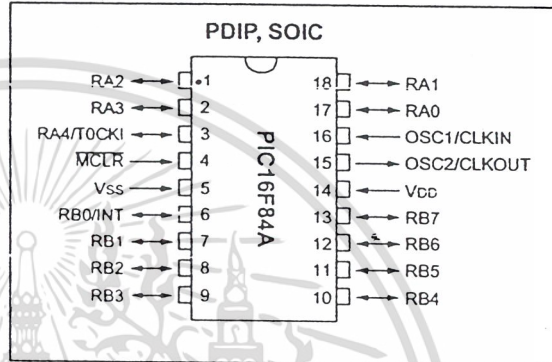 PDIP, SOIC
RA2 1 18 RA1
RA3 2 17 RA0
RA4/T0CKI 3 16 OSC1/CLKIN
MCLR 4 15 OSC2/CLKOUT
VSS 5 14 VDD
RB0/INT 6 13 RB7
RB1 7 12 RB6
RB2 8 11 RB5
RB3 9 10 RB4
PIC16F84A